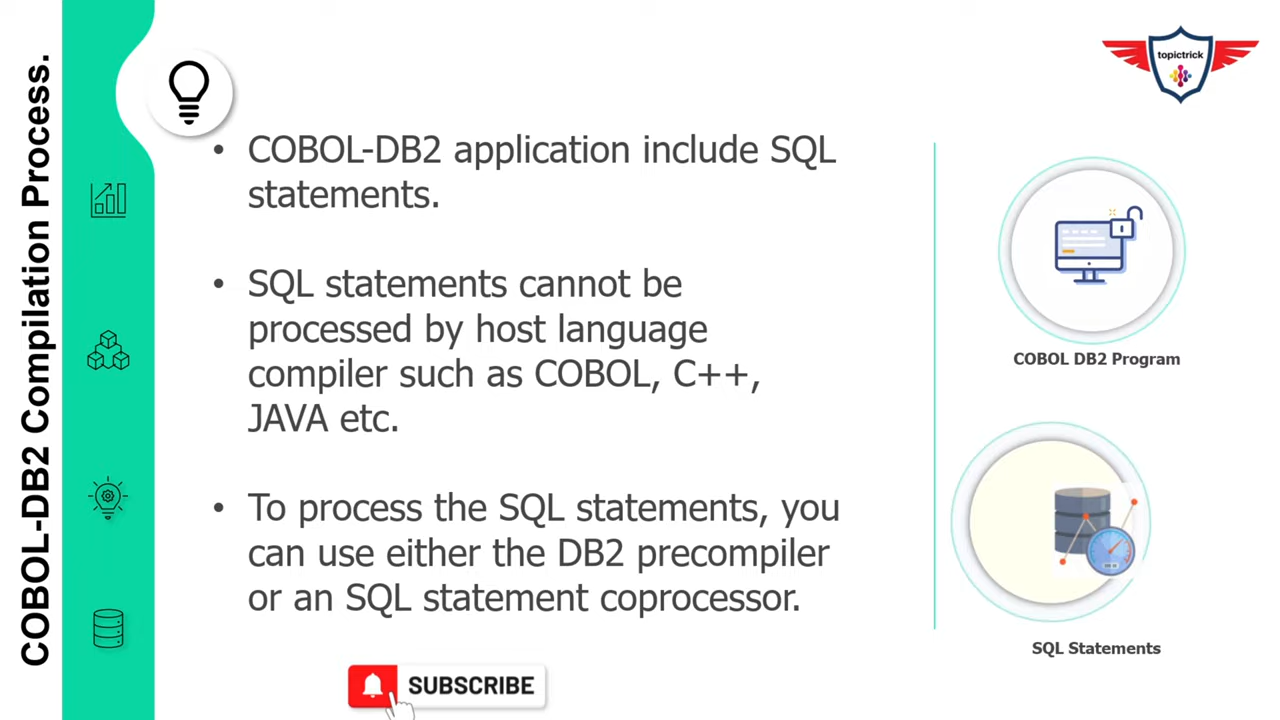 COBOL-DB2 Compilation Process.
topictrick
• COBOL-DB2 application include SQL
statements.
• SQL statements cannot be
processed by host language
compiler such as COBOL, C++,
JAVA etc.
• To process the SQL statements, you
can use either the DB2 precompiler
or an SQL statement coprocessor.
COBOL DB2 Program
SQL Statements
SUBSCRIBE